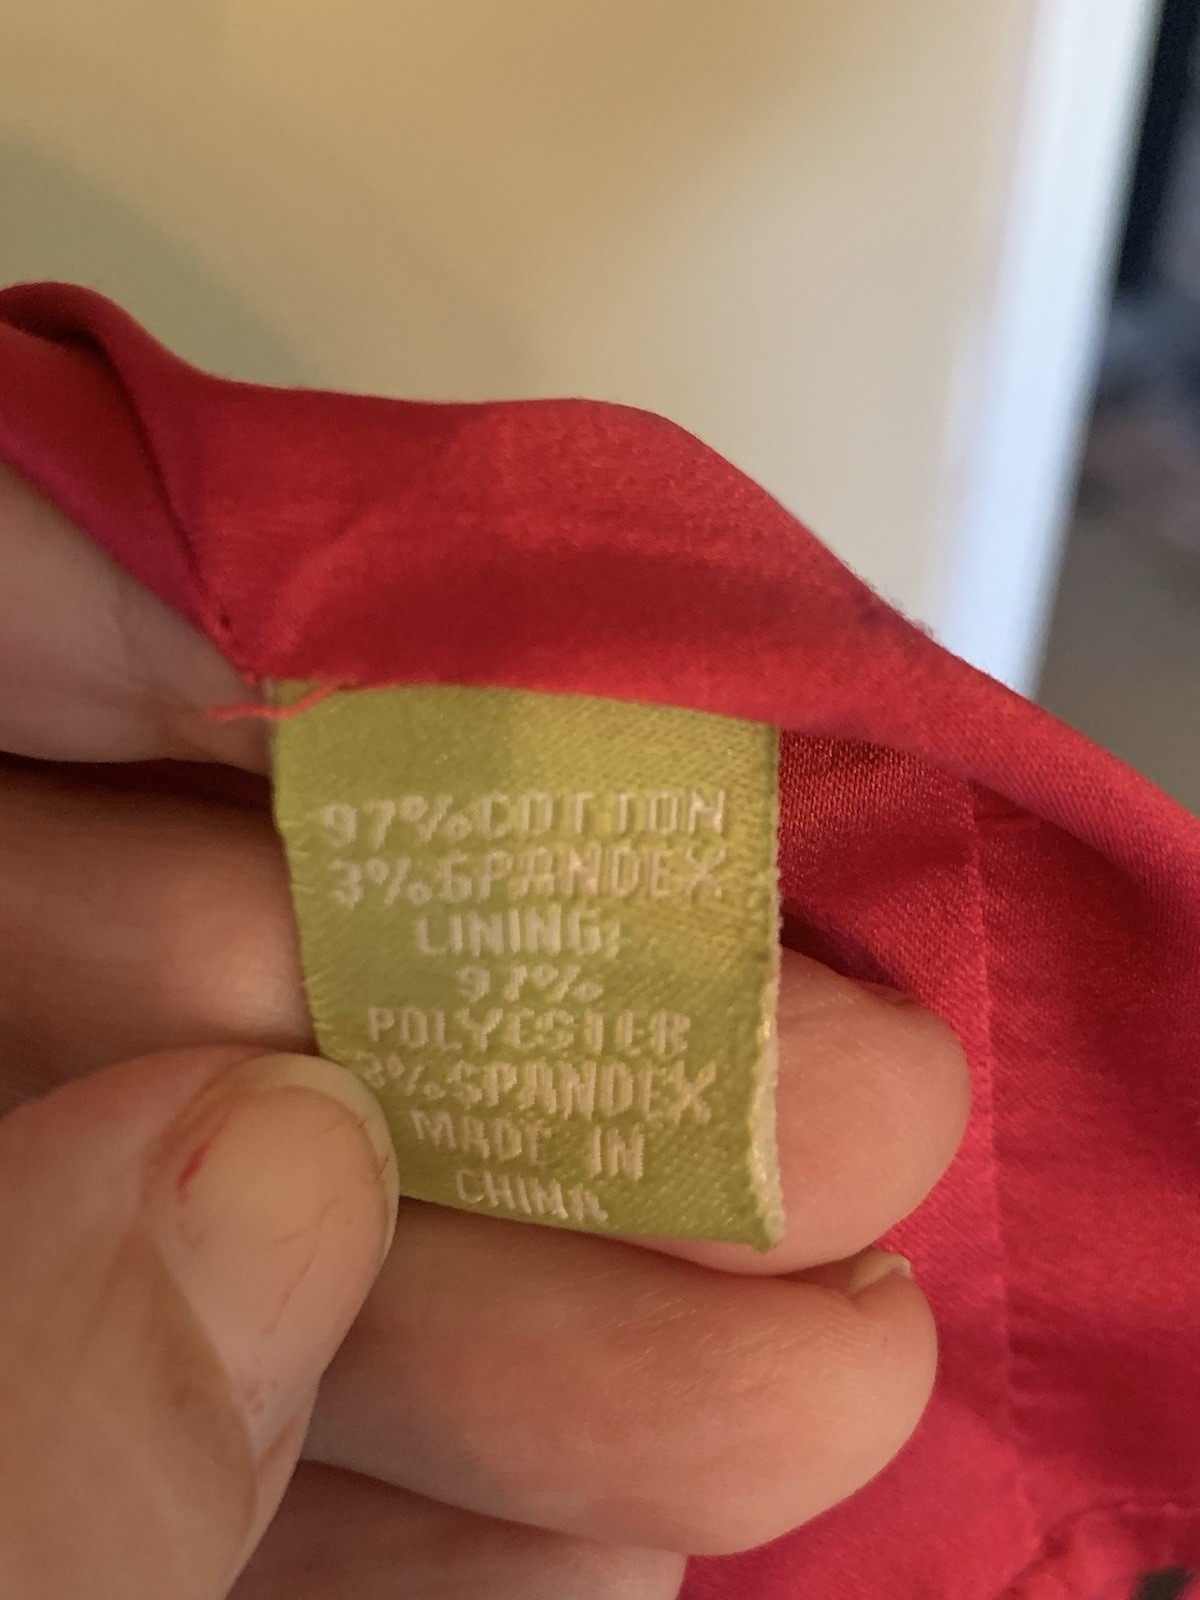 97%COTTON
3%SPANDEX
LINING:
97%
POLYESTER
3%SPANDEX
MADE IN
CHINA